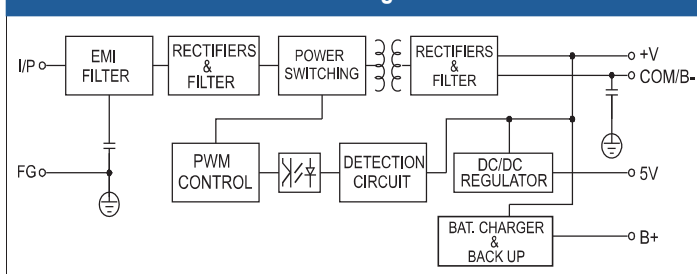 I/P
EMI
FILTER
RECTIFIERS
&
FILTER
POWER
SWITCHING
RECTIFIERS
&
FILTER
+V
COM/B-
FG
PWM
CONTROL
DETECTION
CIRCUIT
DC/DC
REGULATOR
5V
BAT. CHARGER
&
BACK UP
B+